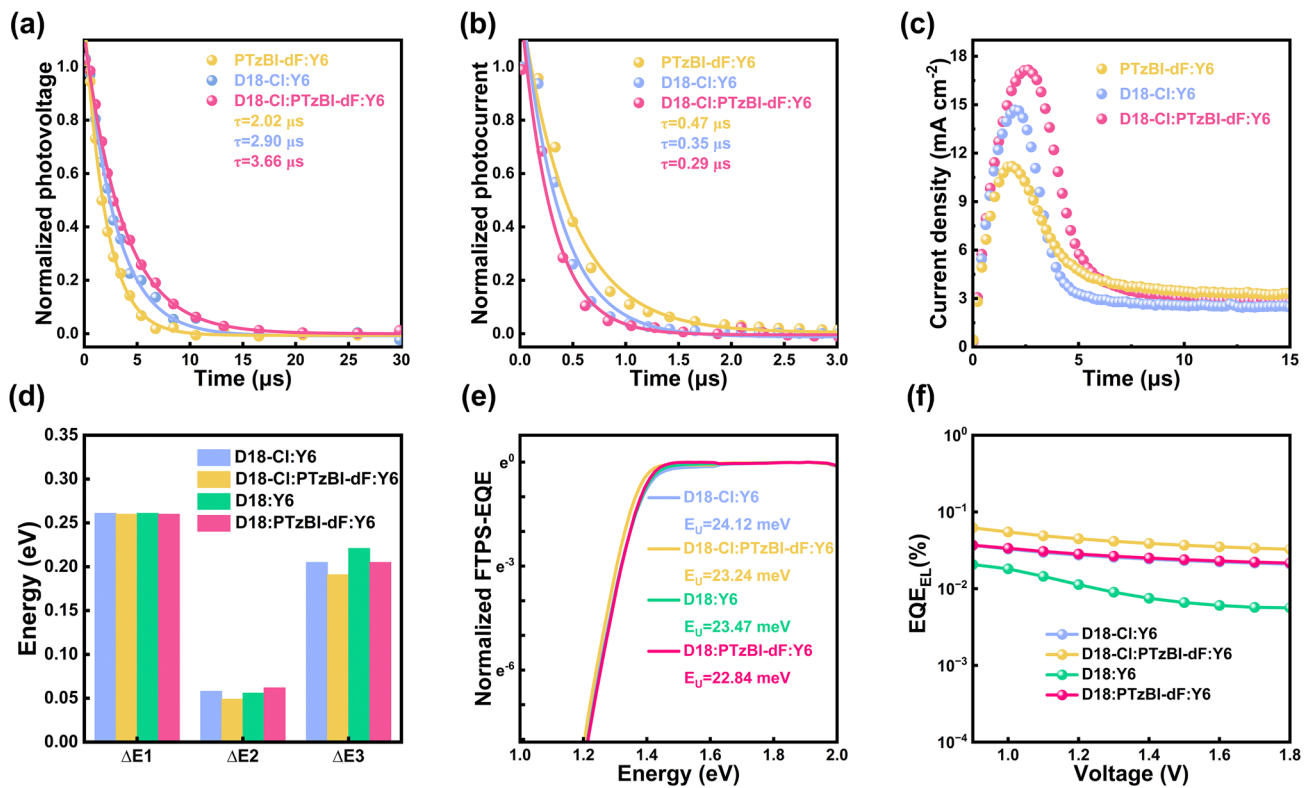 (a)
Normalized photovoltage
1.0
0.8
0.6
0.4
0.2
0.0
PTzBI-dF:Y6
D18-Cl:Y6
D18-Cl:PTzBI-dF:Y6
τ=2.02 μs
τ=2.90 μs
τ=3.66 μs
0 5 10 15 20 25 30
Time (μs)
(b)
Normalized photocurrent
1.0
0.8
0.6
0.4
0.2
0.0
PTzBI-dF:Y6
D18-Cl:Y6
D18-Cl:PTzBI-dF:Y6
τ=0.47 μs
τ=0.35 μs
τ=0.29 μs
0.0 0.5 1.0 1.5 2.0 2.5 3.0
Time (μs)
(c)
Current density (mA cm⁻²)
18
15
12
9
6
3
0
PTzBI-dF:Y6
D18-Cl:Y6
D18-Cl:PTzBI-dF:Y6
0 5 10 15
Time (μs)
(d)
Energy (eV)
0.35
0.30
0.25
0.20
0.15
0.10
0.05
0.00
D18-Cl:Y6
D18-Cl:PTzBI-dF:Y6
D18:Y6
D18:PTzBI-dF:Y6
ΔE1 ΔE2 ΔE3
(e)
Normalized FTPS-EQE
e⁰
e⁻³
e⁻⁶
D18-Cl:Y6
E_U=24.12 meV
D18-Cl:PTzBI-dF:Y6
E_U=23.24 meV
D18:Y6
E_U=23.47 meV
D18:PTzBI-dF:Y6
E_U=22.84 meV
1.0 1.2 1.4 1.6 1.8 2.0
Energy (eV)
(f)
EQE_EL(%)
10⁰
10⁻¹
10⁻²
10⁻³
10⁻⁴
D18-Cl:Y6
D18-Cl:PTzBI-dF:Y6
D18:Y6
D18:PTzBI-dF:Y6
1.0 1.2 1.4 1.6 1.8
Voltage (V)